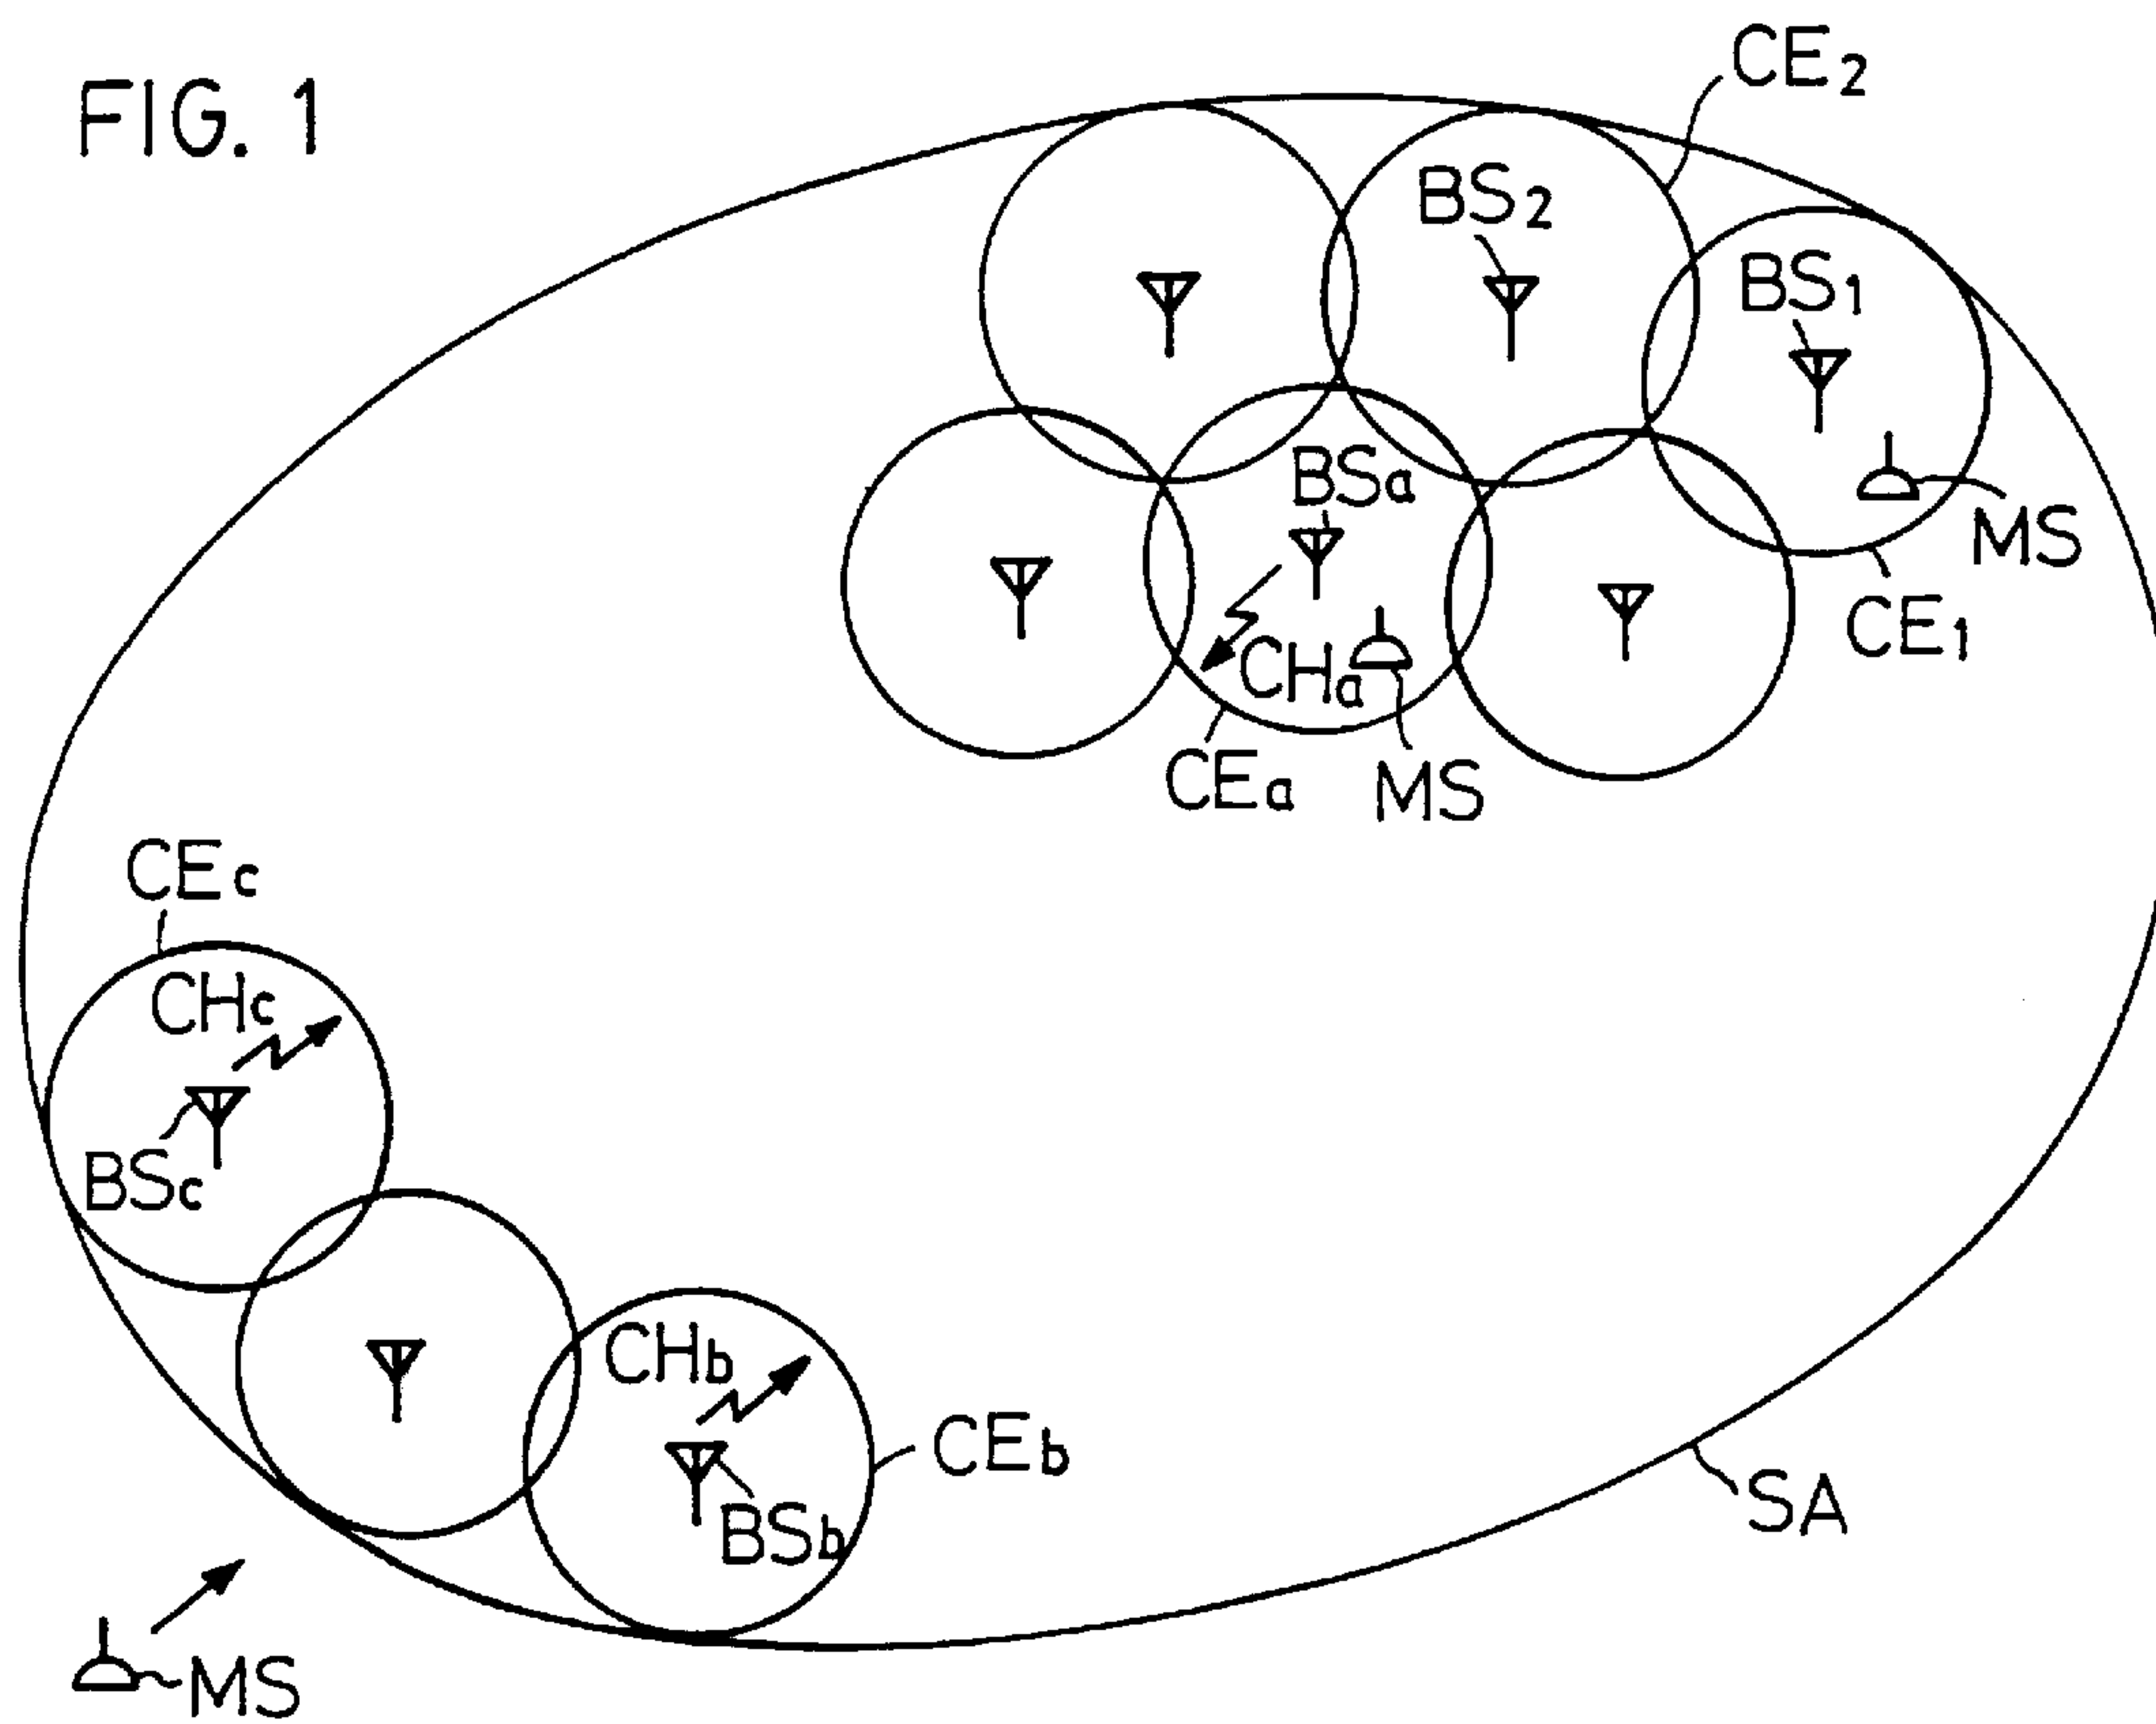 FIG. 1
CE2
BS2
BS1
BSa
MS
CE1
CHa
CEa
MS
CEc
CHc
BSc
CHb
CEb
BSb
SA
MS